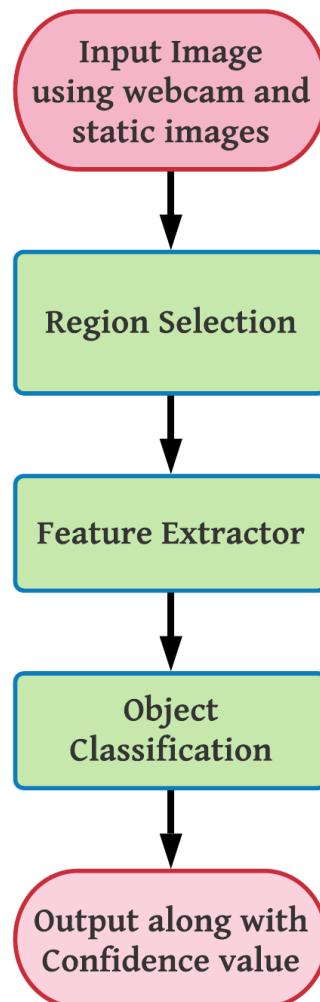 Input Image
using webcam and
static images
Region Selection
Feature Extractor
Object
Classification
Output along with
Confidence value